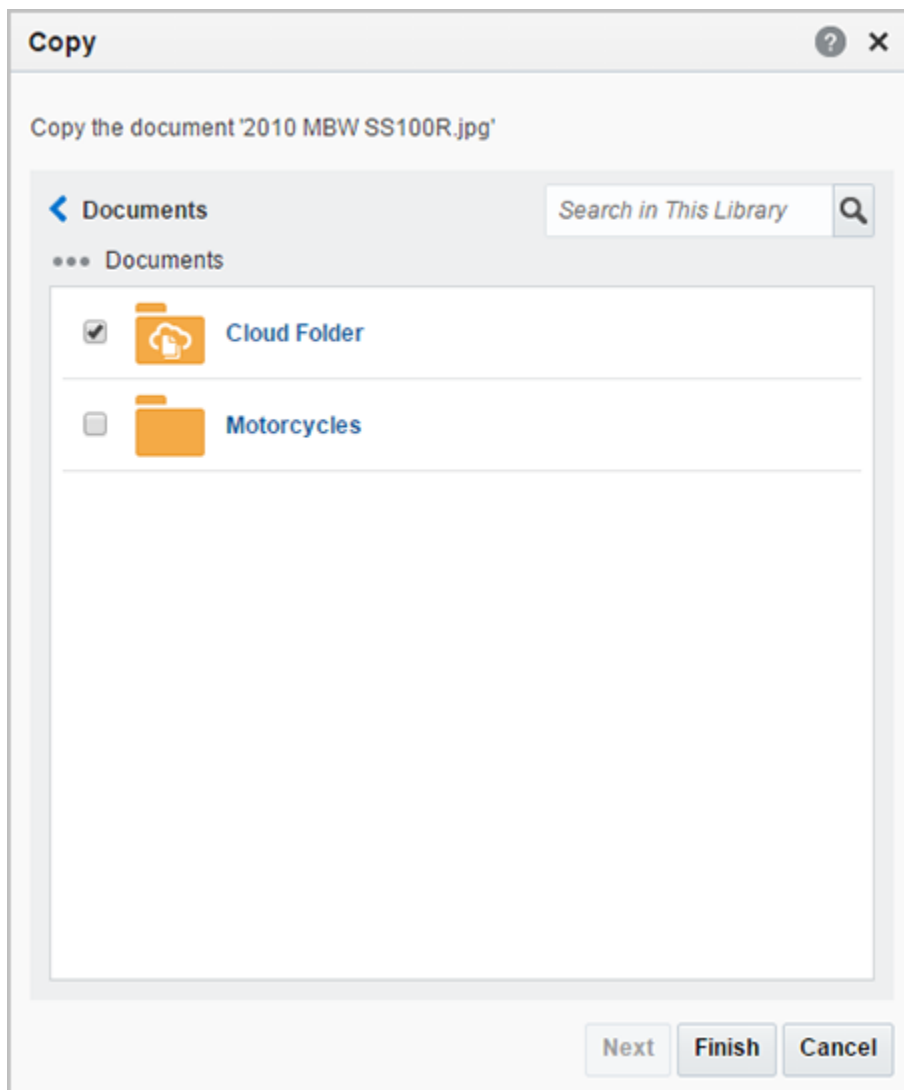 Copy
?
Copy the document '2010 MBW SS100R.jpg'
Documents
Search in This Library
Documents
Cloud Folder
Motorcycles
Next
Finish
Cancel